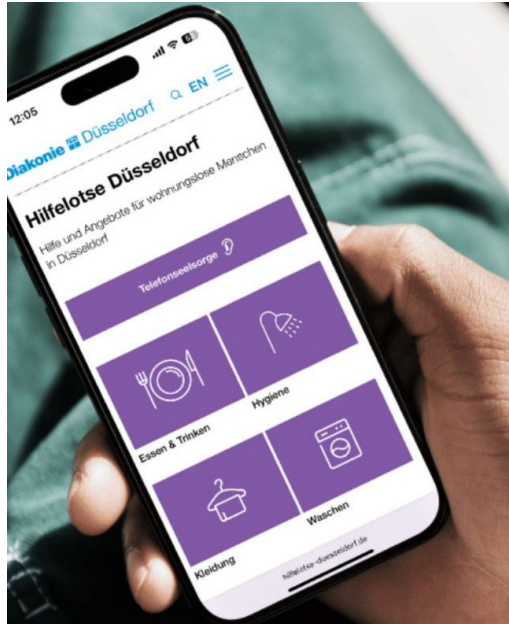 12:05
Diakonie Düsseldorf EN
Hilfelotse Düsseldorf
Hilfe und Angebote für wohnungslose Menschen
in Düsseldorf
Telefonseelsorge
Essen & Trinken
Hygiene
Kleidung
Waschen
hilfelotse-duesseldorf.de